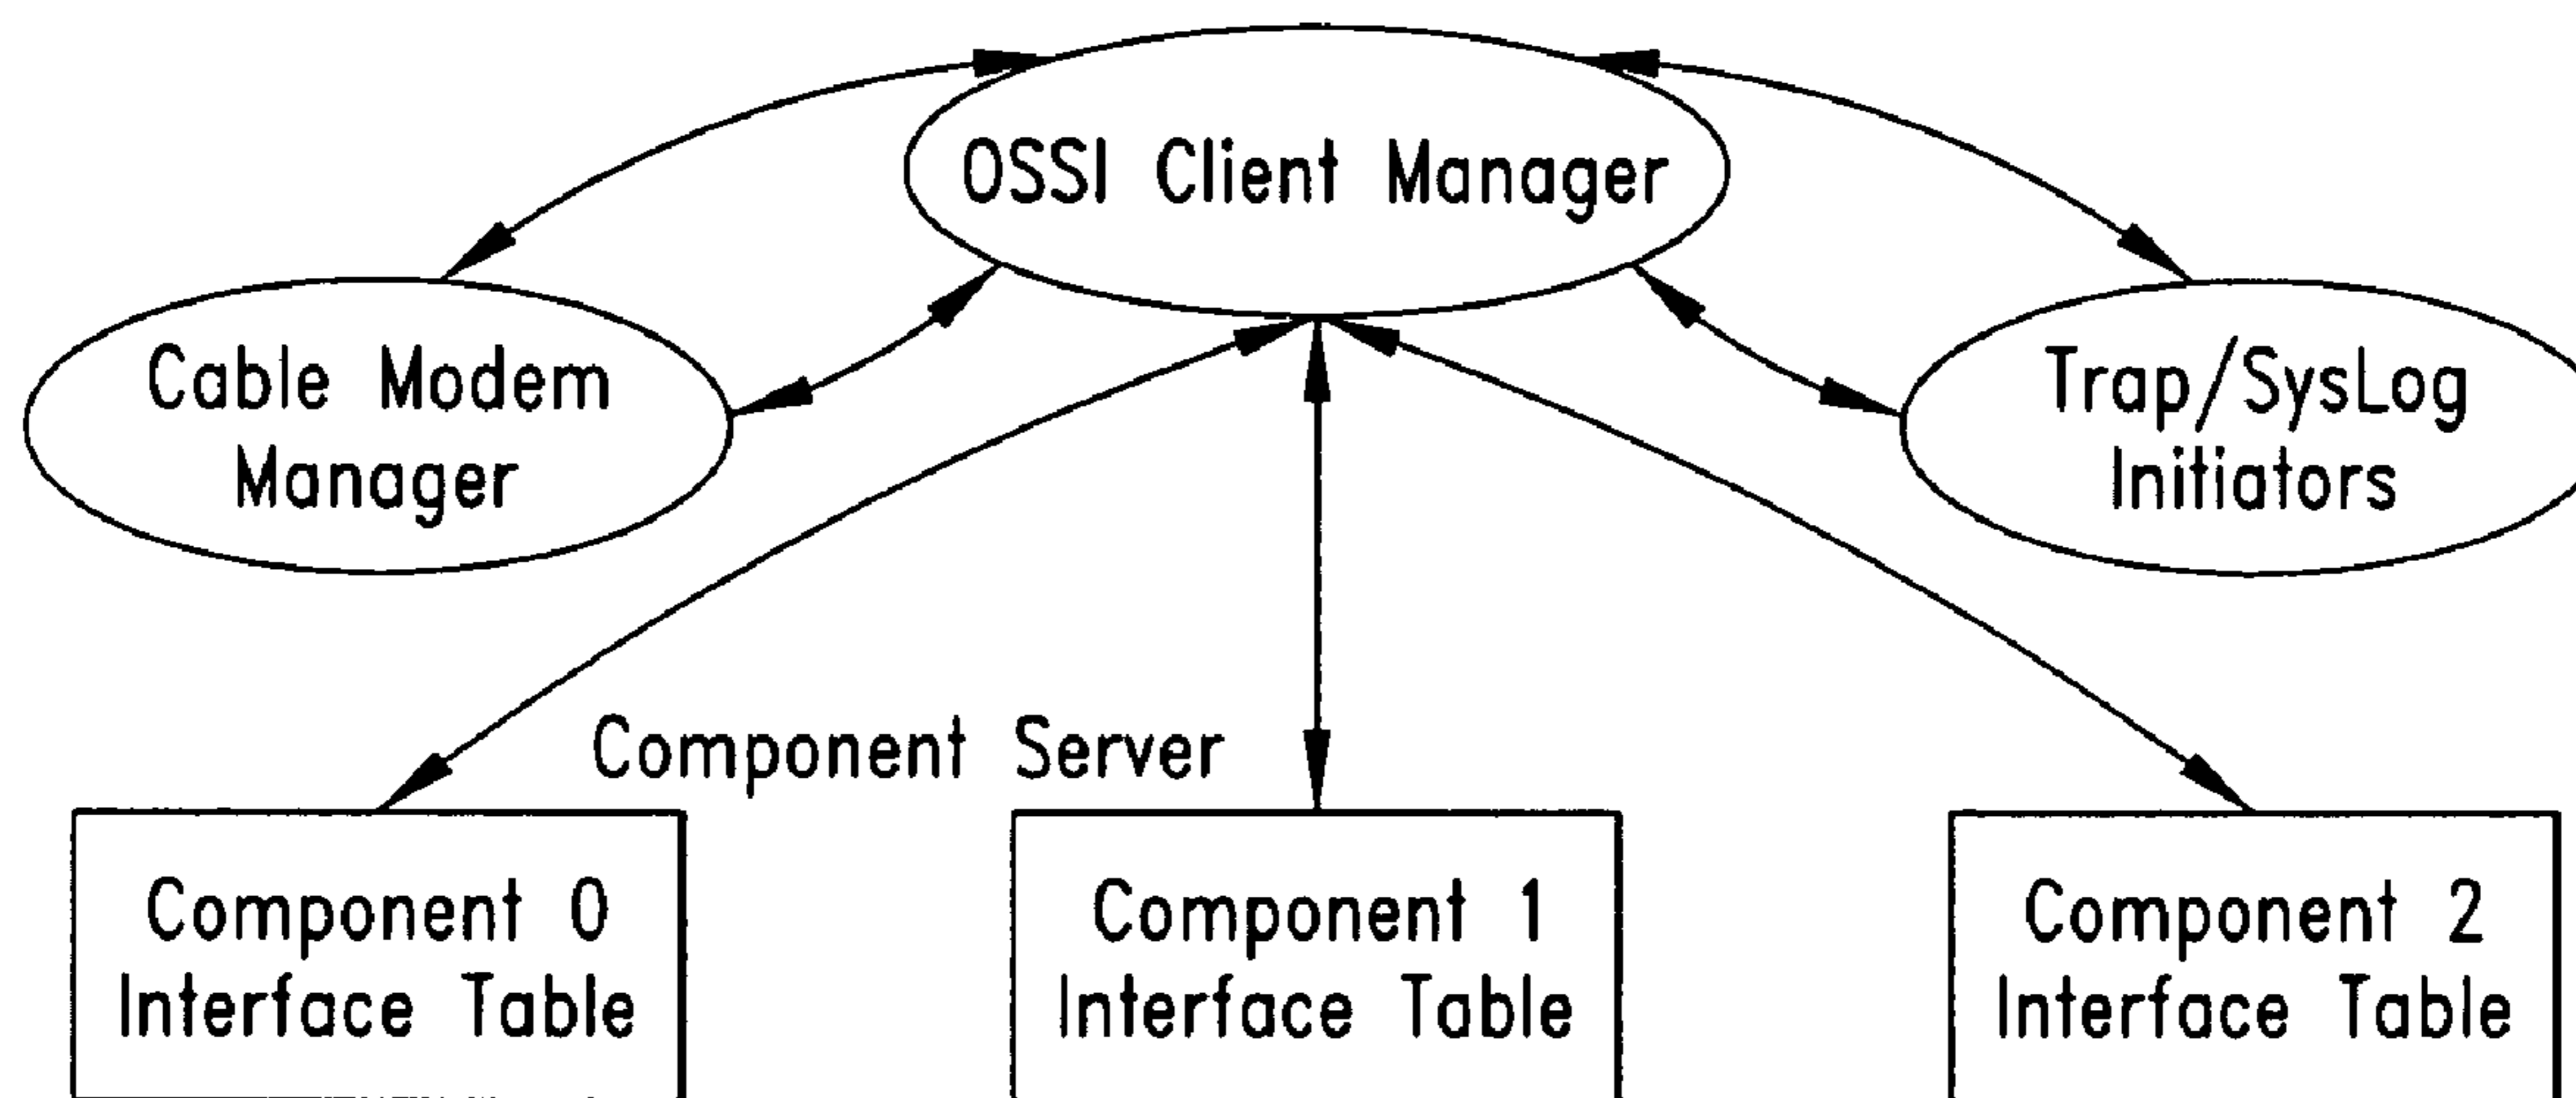 OSSI Client Manager
Cable Modem
Manager
Trap/SysLog
Initiators
Component Server
Component 0
Interface Table
Component 1
Interface Table
Component 2
Interface Table